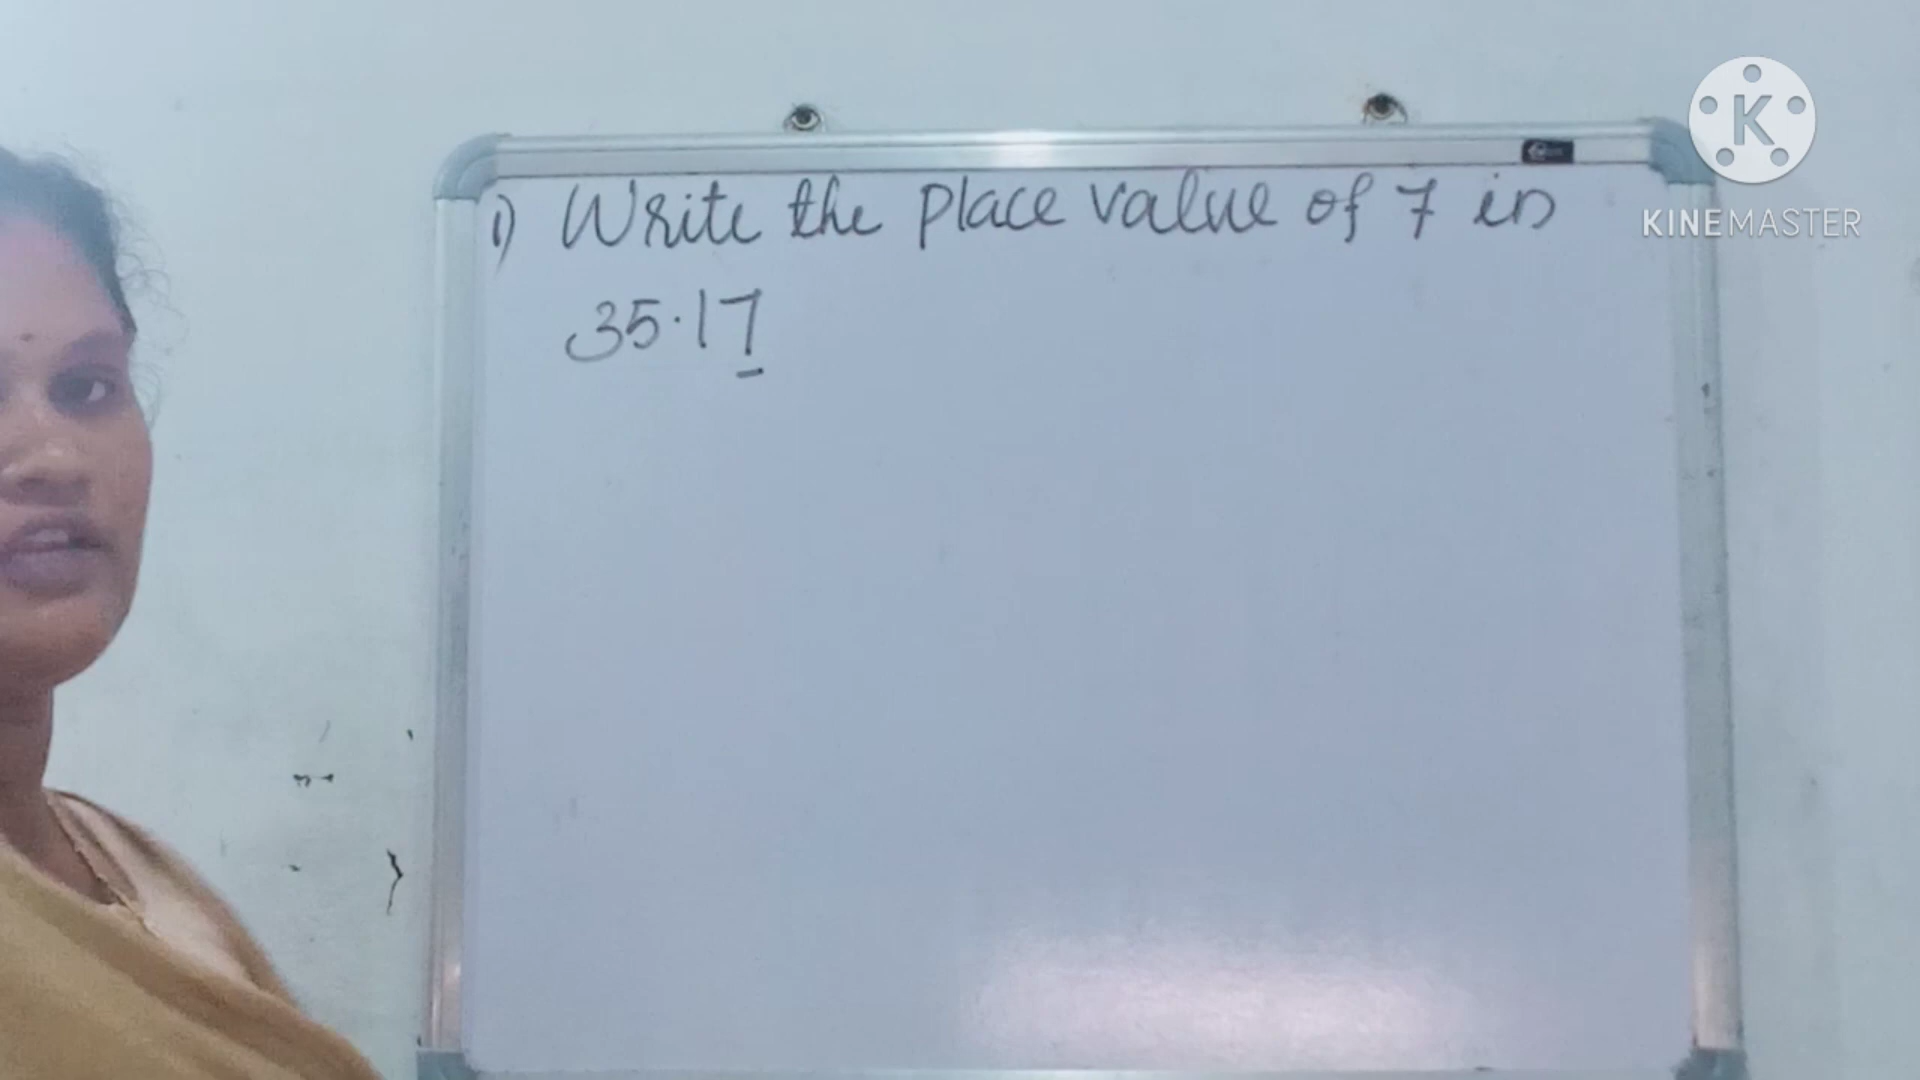 1) Write the place value of 7 in
35.17
K
KINEMASTER